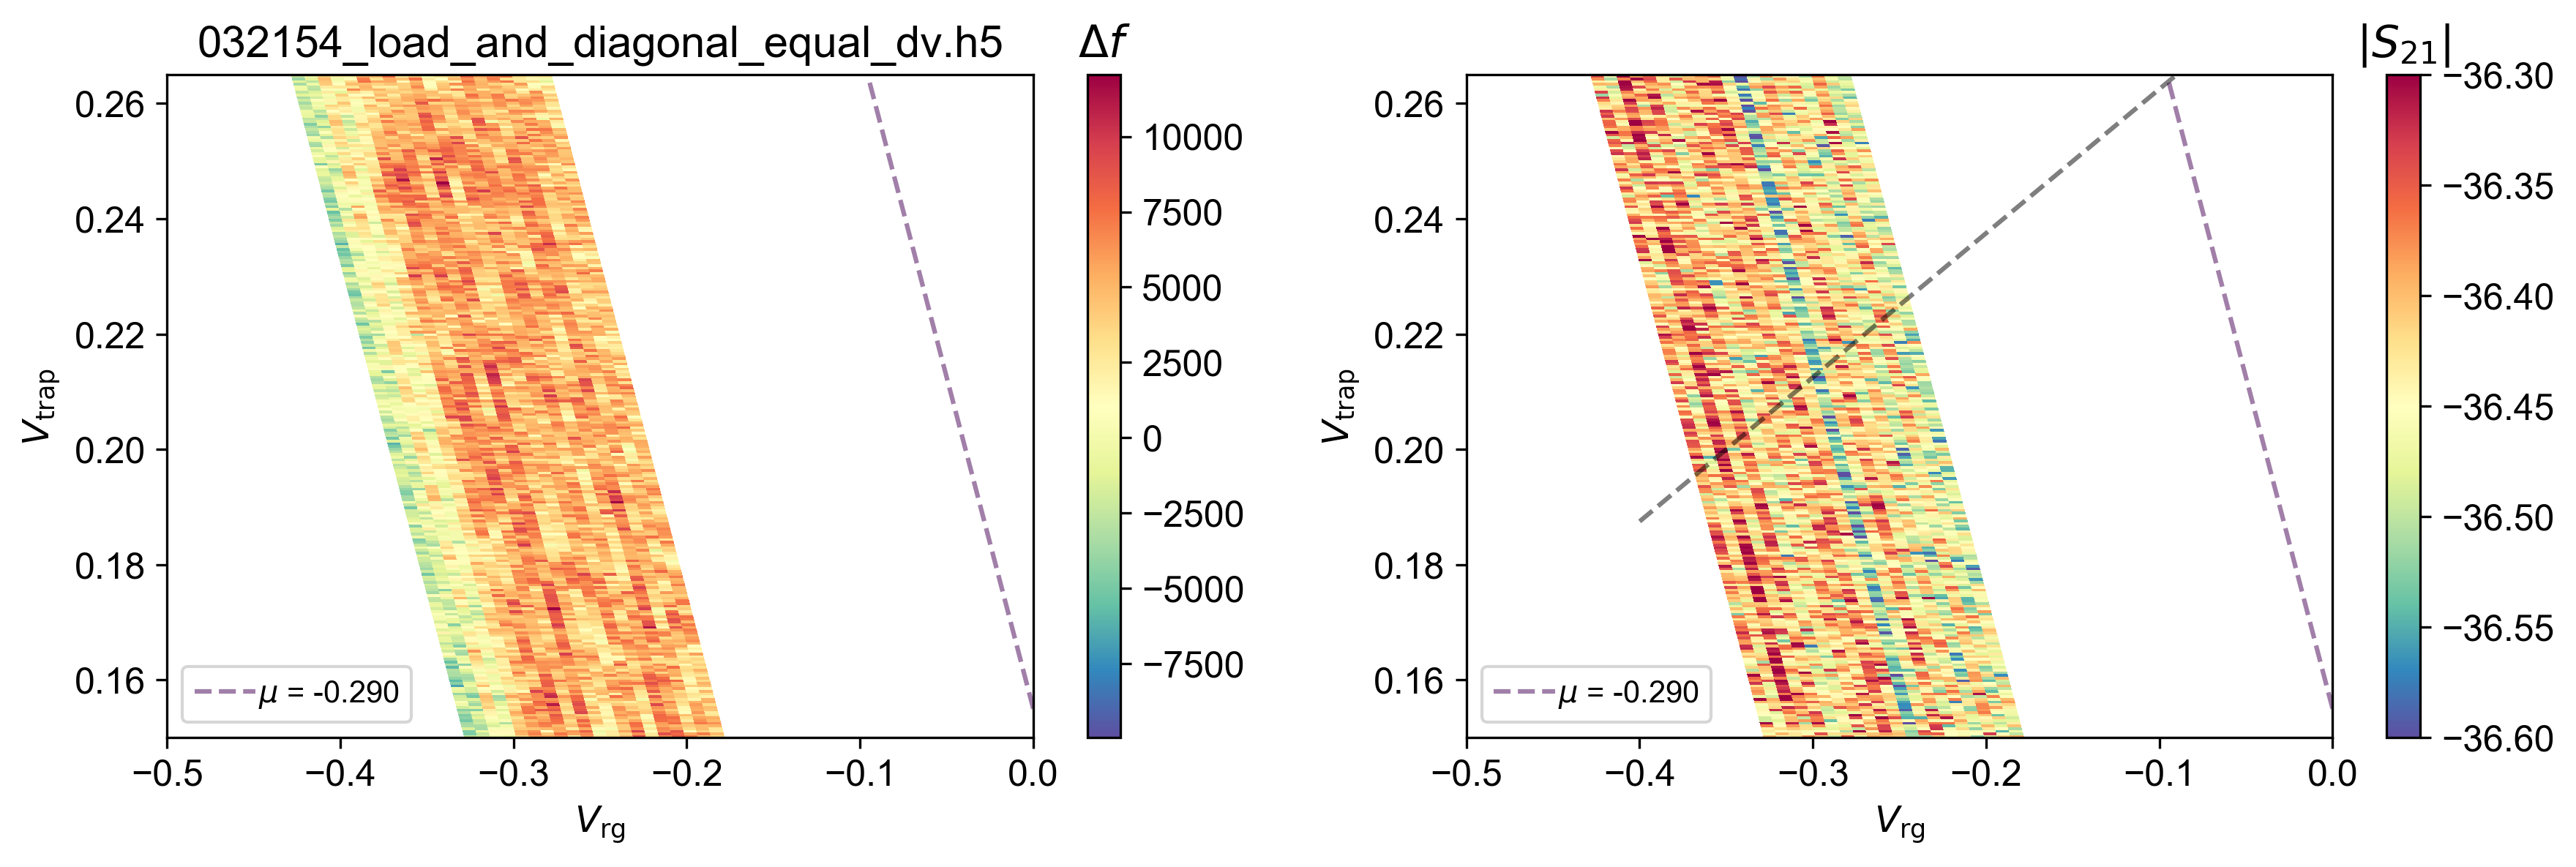 032154_load_and_diagonal_equal_dv.h5
Δf
0.26
0.24
0.22
0.20
0.18
0.16
V_trap
μ = -0.290
−0.5 −0.4 −0.3 −0.2 −0.1 0.0
V_rg
10000
7500
5000
2500
0
−2500
−5000
−7500
|S_21|
0.26
0.24
0.22
0.20
0.18
0.16
V_trap
μ = -0.290
−0.5 −0.4 −0.3 −0.2 −0.1 0.0
V_rg
−36.30
−36.35
−36.40
−36.45
−36.50
−36.55
−36.60